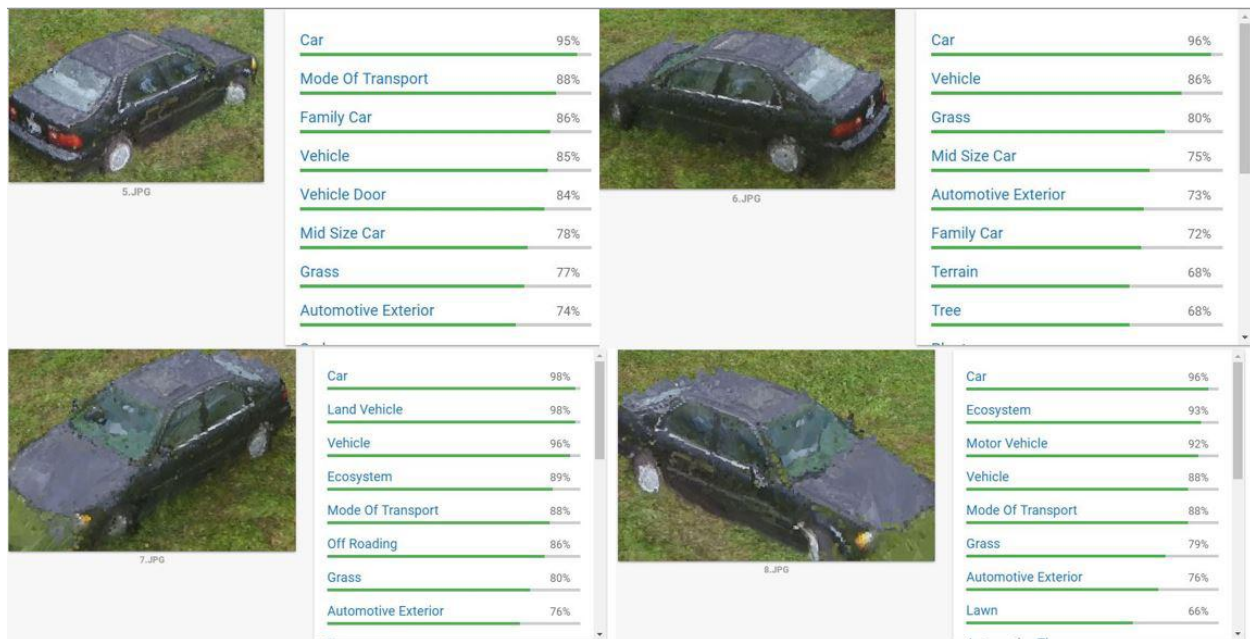 Car 95%
Mode Of Transport 88%
Family Car 86%
Vehicle 85%
Vehicle Door 84%
Mid Size Car 78%
Grass 77%
Automotive Exterior 74%
5.JPG
Car 96%
Vehicle 86%
Grass 80%
Mid Size Car 75%
Automotive Exterior 73%
Family Car 72%
Terrain 68%
Tree 68%
6.JPG
Car 98%
Land Vehicle 98%
Vehicle 96%
Ecosystem 89%
Mode Of Transport 88%
Off Roading 86%
Grass 80%
Automotive Exterior 76%
7.JPG
Car 96%
Ecosystem 93%
Motor Vehicle 92%
Vehicle 88%
Mode Of Transport 88%
Grass 79%
Automotive Exterior 76%
Lawn 66%
8.JPG